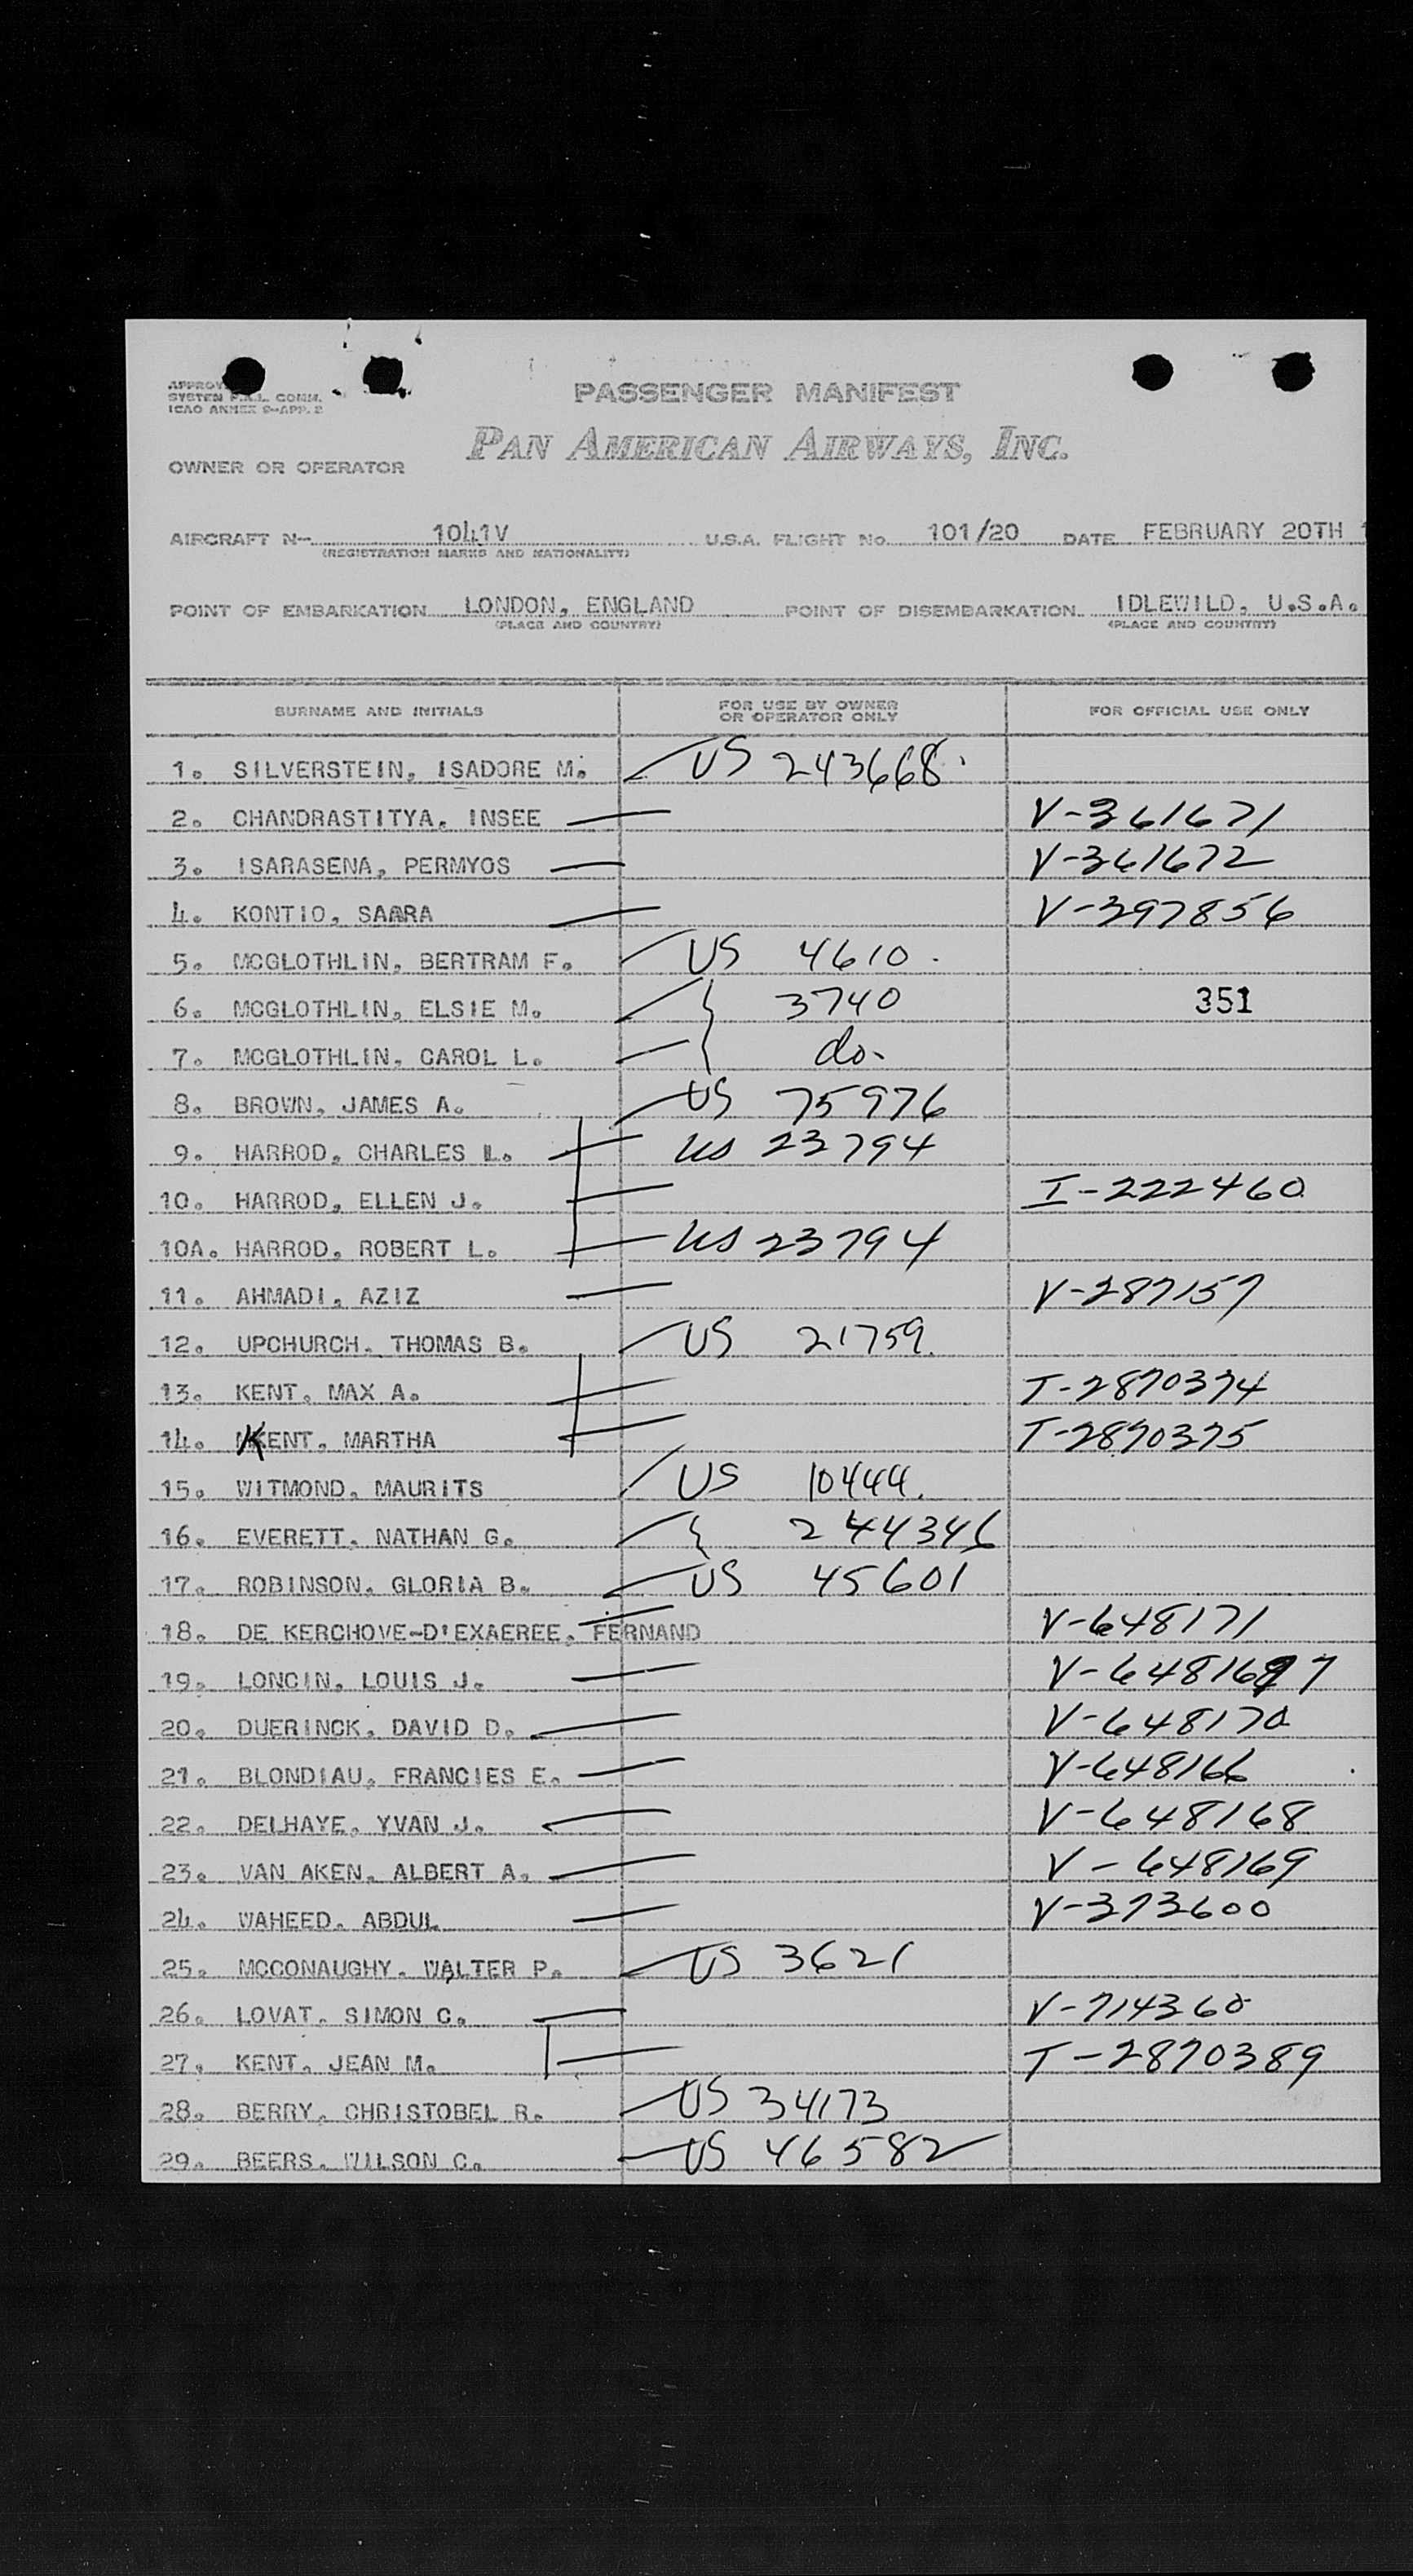 APPROV
SYSTEM F.A.L. COMM.
ICAO ANNEX 9-APP. 2
PASSENGER MANIFEST
PAN AMERICAN AIRWAYS, INC.
OWNER OR OPERATOR
AIRCRAFT N- 1041V U.S.A. FLIGHT NO. 101/20 DATE FEBRUARY 20TH 1
(REGISTRATION MARKS AND NATIONALITY)
POINT OF EMBARKATION LONDON, ENGLAND POINT OF DISEMBARKATION IDLEWILD, U.S.A.
(PLACE AND COUNTRY) (PLACE AND COUNTRY)
SURNAME AND INITIALS FOR USE BY OWNER OR OPERATOR ONLY FOR OFFICIAL USE ONLY
1. SILVERSTEIN, ISADORE M. US 243668.
2. CHANDRASTITYA, INSEE V-361671
3. ISARASENA, PERMYOS V-361672
4. KONTIO, SAARA V-397856
5. MCGLOTHLIN, BERTRAM F. US 4610.
6. MCGLOTHLIN, ELSIE M. { 3740 351
7. MCGLOTHLIN, CAROL L. { do.
8. BROWN, JAMES A. US 75976
9. HARROD, CHARLES L. US 23794
10. HARROD, ELLEN J. I-222460
10A. HARROD, ROBERT L. US 23794
11. AHMADI, AZIZ V-287157
12. UPCHURCH, THOMAS B. US 21759.
13. KENT, MAX A. T-2870374
14. KENT, MARTHA T-2870375
15. WITMOND, MAURITS US 10444.
16. EVERETT, NATHAN G. { 244346
17. ROBINSON, GLORIA B. US 45601
18. DE KERCHOVE-D'EXAEREE, FERNAND V-648171
19. LONCIN, LOUIS J. V-648167
20. DUERINCK, DAVID D. V-648170
21. BLONDIAU, FRANCIES E. V-648166
22. DELHAYE, YVAN J. V-648168
23. VAN AKEN, ALBERT A. V-648169
24. WAHEED, ABDUL V-373600
25. MCCONAUGHY, WALTER P. US 3621
26. LOVAT, SIMON C. V-714360
27. KENT, JEAN M. T-2870389
28. BERRY, CHRISTOBEL R. US 34173
29. BEERS, WILSON C. US 46582